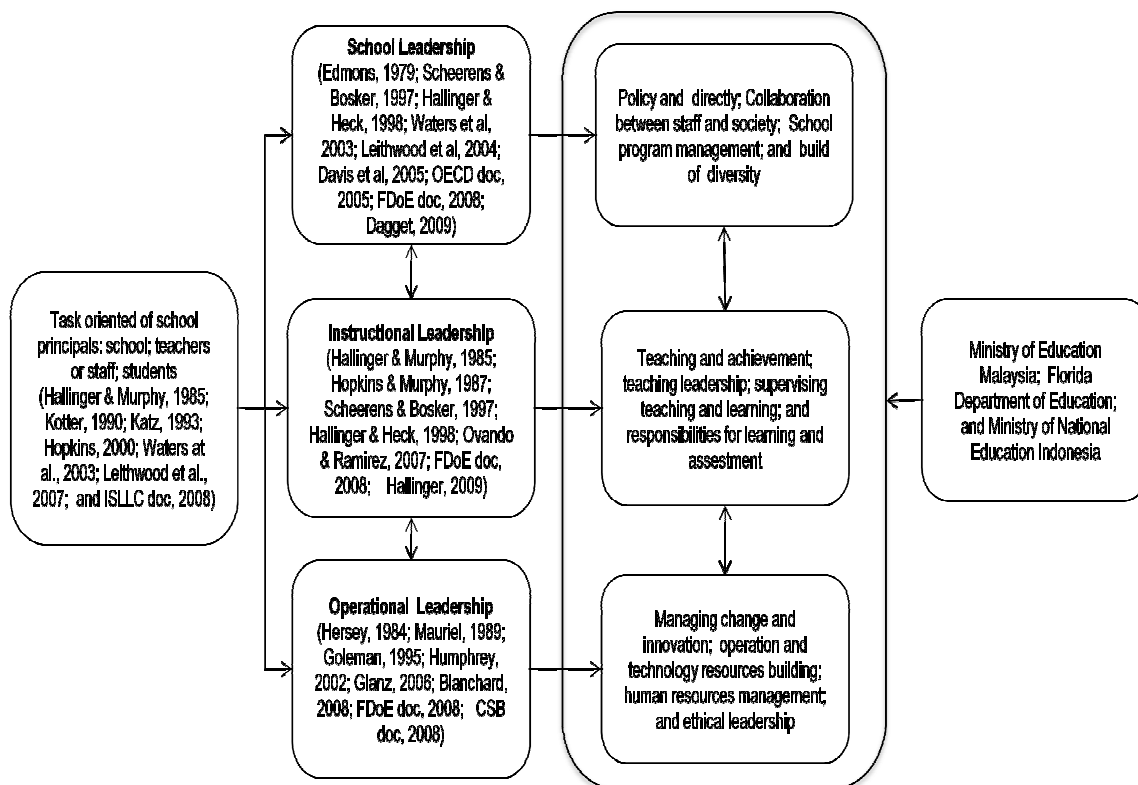 School Leadership
(Edmons, 1979; Scheerens &
Bosker, 1997; Hallinger &
Heck, 1998; Waters et al,
2003; Leithwood et al, 2004;
Davis et al, 2005; OECD doc,
2005; FDoE doc, 2008;
Dagget, 2009)
Policy and directly; Collaboration
between staff and society; School
program management; and build
of diversity
Task oriented of school
principals; school; teachers
or staff; students
(Hallinger & Murphy, 1985;
Kotter, 1990; Katz, 1993;
Hopkins, 2000; Waters at
al., 2003; Leithwood et al.,
2007; and ISLLC doc, 2008)
Instructional Leadership
(Hallinger & Murphy, 1985;
Hopkins & Murphy, 1987;
Scheerens & Bosker, 1997;
Hallinger & Heck, 1998; Ovando
& Ramirez, 2007; FDoE doc,
2008; Hallinger, 2009)
Teaching and achievement;
teaching leadership; supervising
teaching and learning; and
responsibilities for learning and
assestment
Ministry of Education
Malaysia; Florida
Department of Education;
and Ministry of National
Education Indonesia
Operational Leadership
(Hersey, 1984; Mauriel, 1989;
Goleman, 1995; Humphrey,
2002; Glanz, 2006; Blanchard,
2008; FDoE doc, 2008; CSB
doc, 2008)
Managing change and
innovation; operation and
technology resources building;
human resources management;
and ethical leadership